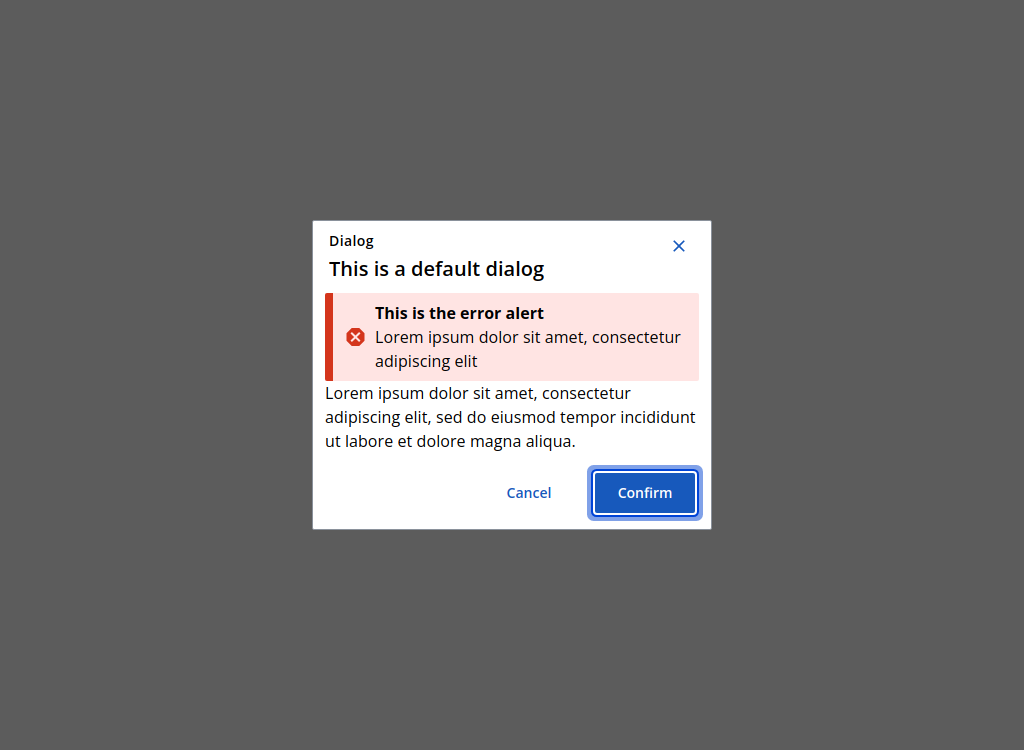 Dialog
This is a default dialog
This is the error alert
Lorem ipsum dolor sit amet, consectetur
adipiscing elit
Lorem ipsum dolor sit amet, consectetur
adipiscing elit, sed do eiusmod tempor incididunt
ut labore et dolore magna aliqua.
Cancel
Confirm